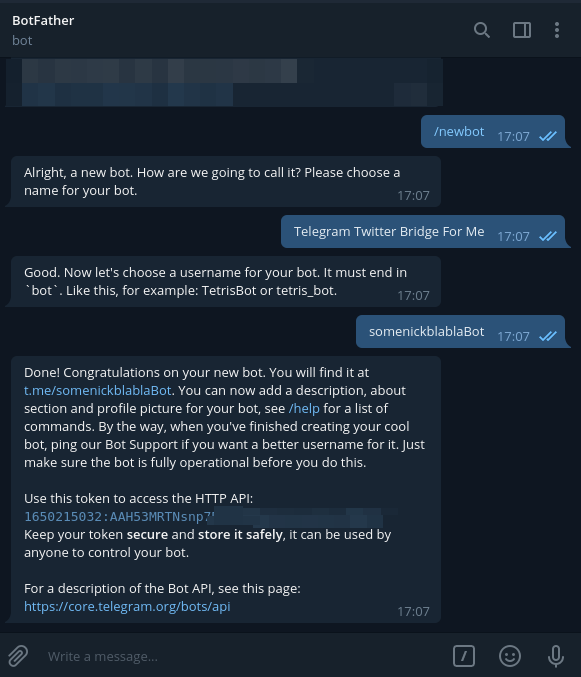 BotFather
bot
/newbot 17:07
Alright, a new bot. How are we going to call it? Please choose a
name for your bot. 17:07
Telegram Twitter Bridge For Me 17:07
Good. Now let's choose a username for your bot. It must end in
`bot`. Like this, for example: TetrisBot or tetris_bot. 17:07
somenickblablaBot 17:07
Done! Congratulations on your new bot. You will find it at
t.me/somenickblablaBot. You can now add a description, about
section and profile picture for your bot, see /help for a list of
commands. By the way, when you've finished creating your cool
bot, ping our Bot Support if you want a better username for it. Just
make sure the bot is fully operational before you do this.
Use this token to access the HTTP API:
1650215032:AAH53MRTNsnp7
Keep your token secure and store it safely, it can be used by
anyone to control your bot.
For a description of the Bot API, see this page:
https://core.telegram.org/bots/api 17:07
Write a message...